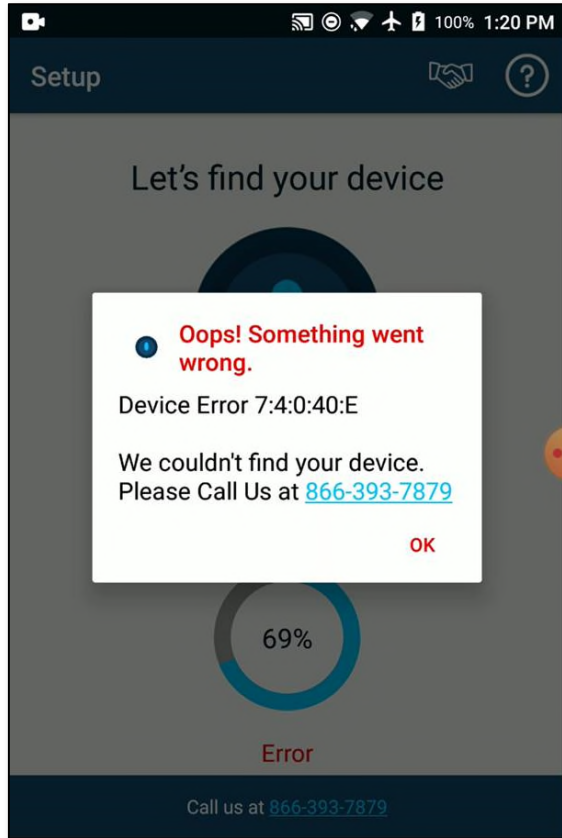 100% 1:20 PM
Setup
Let's find your device
Oops! Something went
wrong.
Device Error 7:4:0:40:E
We couldn't find your device.
Please Call Us at 866-393-7879
OK
69%
Error
Call us at 866-393-7879